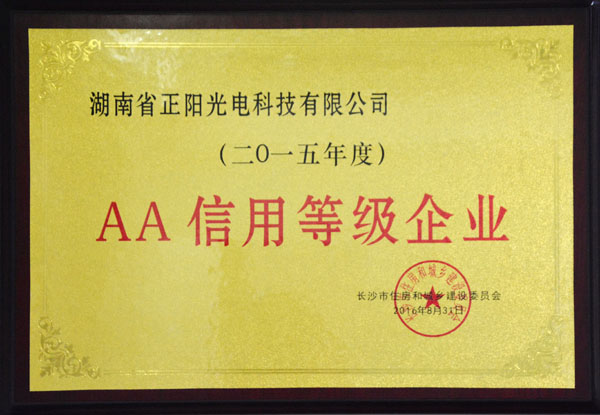 湖南省正阳光电科技有限公司
(二〇一五年度)
AA信用等级企业
长沙市住房和城乡建设委员会
2016年8月31日